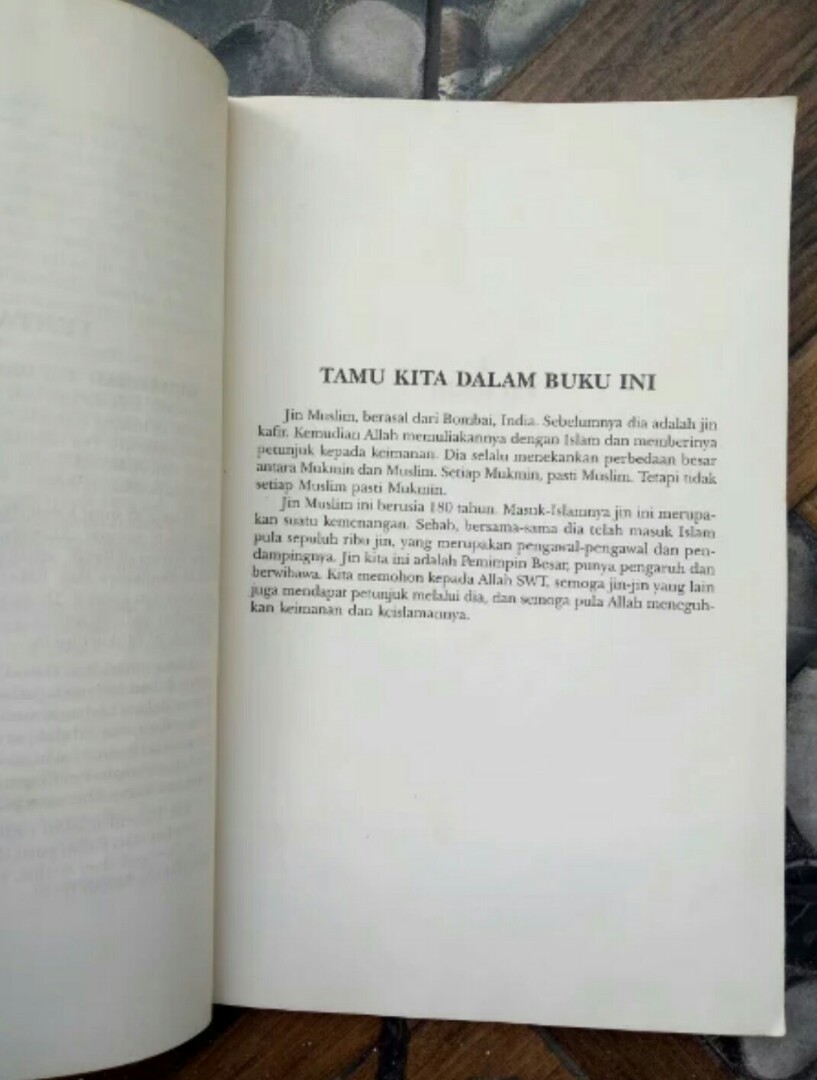 TAMU KITA DALAM BUKU INI
Jin Muslim, berasal dari Bombai, India. Sebelumnya dia adalah jin
kafir. Kemudian Allah memuliakannya dengan Islam dan memberinya
petunjuk kepada keimanan. Dia selalu menekankan perbedaan besar
antara Mukmin dan Muslim. Setiap Mukmin, pasti Muslim. Tetapi tidak
setiap Muslim pasti Mukmin.
Jin Muslim ini berusia 180 tahun. Masuk-Islamnya jin ini merupa-
kan suatu kemenangan. Sebab, bersama-sama dia telah masuk Islam
pula sepuluh ribu jin, yang merupakan pengawal-pengawal dan pen-
dampingnya. Jin kita ini adalah Pemimpin Besar, punya pengaruh dan
berwibawa. Kita memohon kepada Allah SWT, semoga jin-jin yang lain
juga mendapat petunjuk melalui dia, dan semoga pula Allah meneguh-
kan keimanan dan keislamannya.